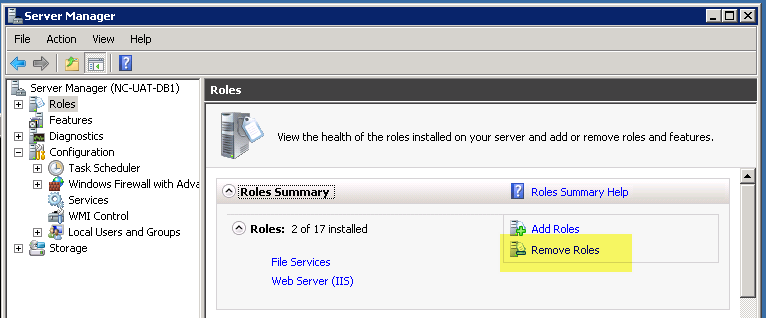 Server Manager
File Action View Help
Server Manager (NC-UAT-DB1)
Roles
Features
Diagnostics
Configuration
Task Scheduler
Windows Firewall with Adva
Services
WMI Control
Local Users and Groups
Storage
Roles
View the health of the roles installed on your server and add or remove roles and features.
Roles Summary
Roles Summary Help
Roles: 2 of 17 installed
File Services
Web Server (IIS)
Add Roles
Remove Roles